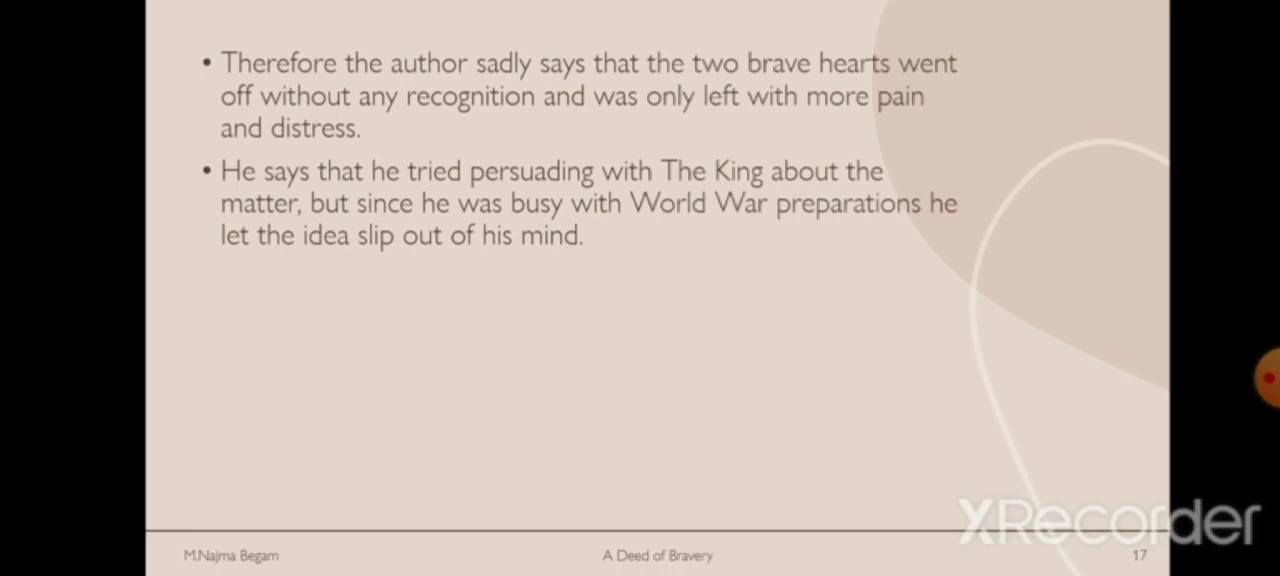 • Therefore the author sadly says that the two brave hearts went
off without any recognition and was only left with more pain
and distress.
• He says that he tried persuading with The King about the
matter, but since he was busy with World War preparations he
let the idea slip out of his mind.
XRecorder
M.Najma Begam
A Deed of Bravery
17